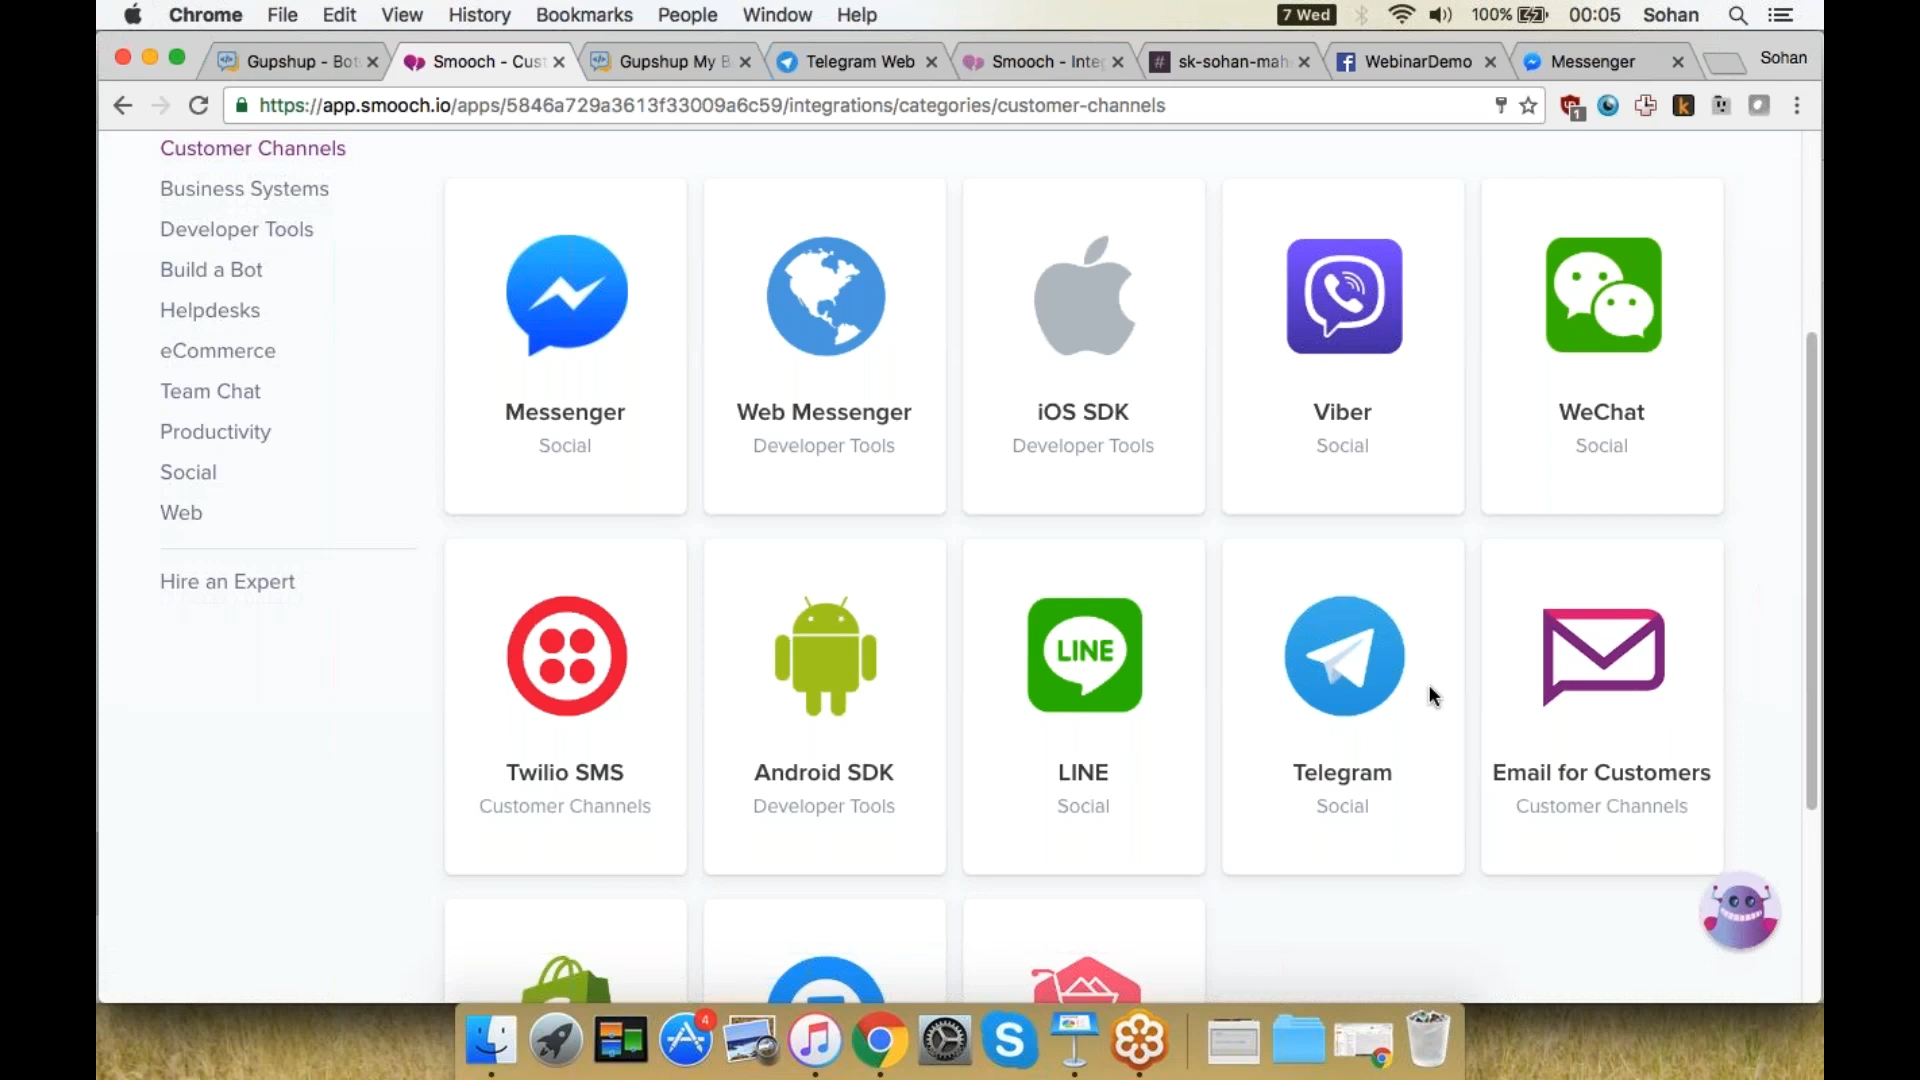 Chrome File Edit View History Bookmarks People Window Help 7 Wed 100% 00:05 Sohan
Gupshup - Bot Smooch - Cust Gupshup My B Telegram Web Smooch - Inte # sk-sohan-mah WebinarDemo Messenger Sohan
https://app.smooch.io/apps/5846a729a3613f33009a6c59/integrations/categories/customer-channels
1
k
Customer Channels
Business Systems
Developer Tools
Build a Bot
Helpdesks
eCommerce
Team Chat
Productivity
Social
Web
Hire an Expert
Messenger
Social
Web Messenger
Developer Tools
iOS SDK
Developer Tools
Viber
Social
WeChat
Social
Twilio SMS
Customer Channels
Android SDK
Developer Tools
LINE
LINE
Social
Telegram
Social
Email for Customers
Customer Channels
4
S